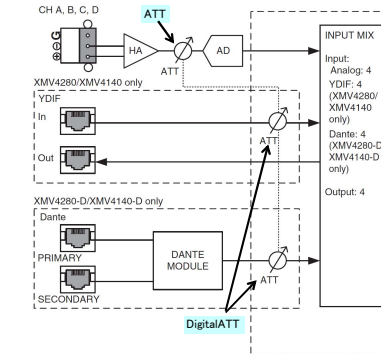 CH A, B, C, D
ATT
⊕⊖G
HA
ATT
AD
INPUT MIX
Input:
Analog: 4
YDIF: 4
(XMV4280/
XMV4140
only)
Dante: 4
(XMV4280-D
XMV4140-D
only)
Output: 4
XMV4280/XMV4140 only
YDIF
In
ATT
Out
XMV4280-D/XMV4140-D only
Dante
PRIMARY
DANTE
MODULE
ATT
SECONDARY
DigitalATT